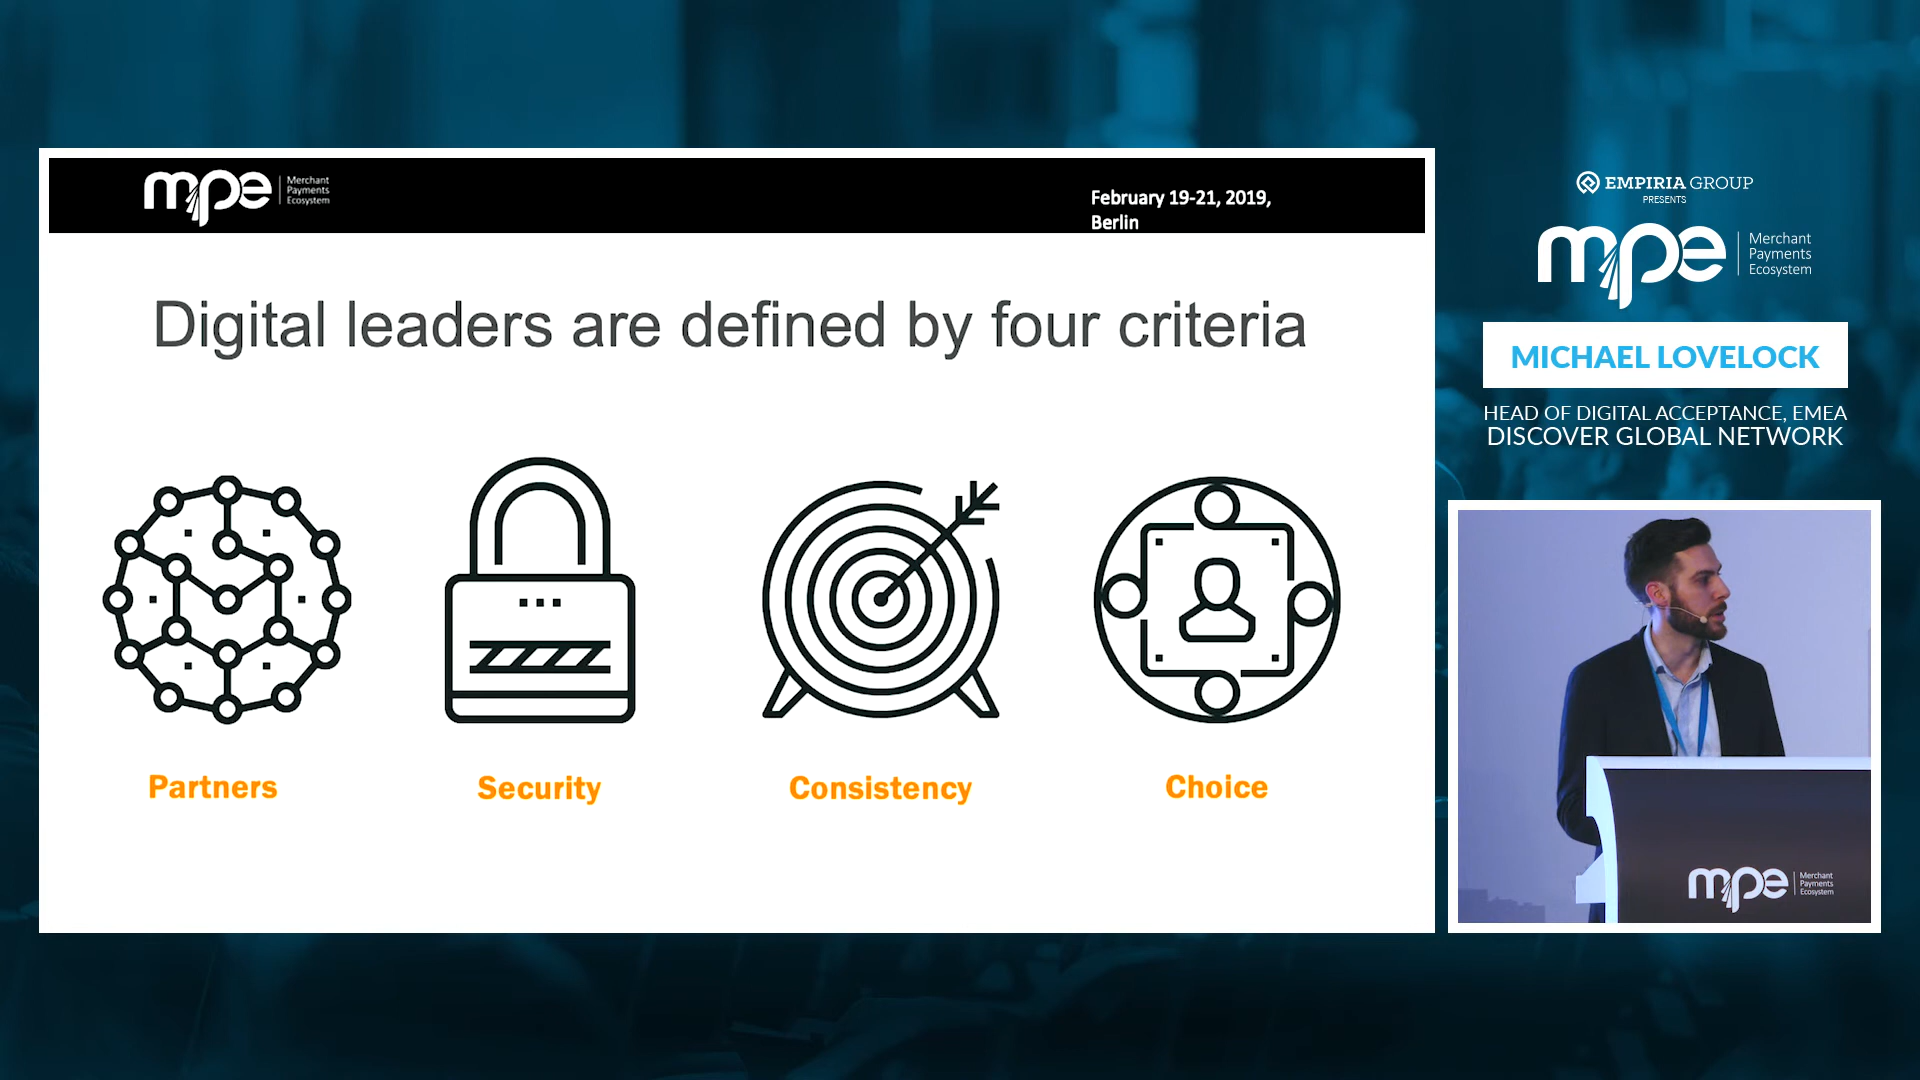 mpe
Merchant
Payments
Ecosystem
February 19-21, 2019,
Berlin
Digital leaders are defined by four criteria
Partners
Security
Consistency
Choice
EMPIRIA GROUP
PRESENTS
mpe
Merchant
Payments
Ecosystem
MICHAEL LOVELOCK
HEAD OF DIGITAL ACCEPTANCE, EMEA
DISCOVER GLOBAL NETWORK
mpe
Merchant
Payments
Ecosystem